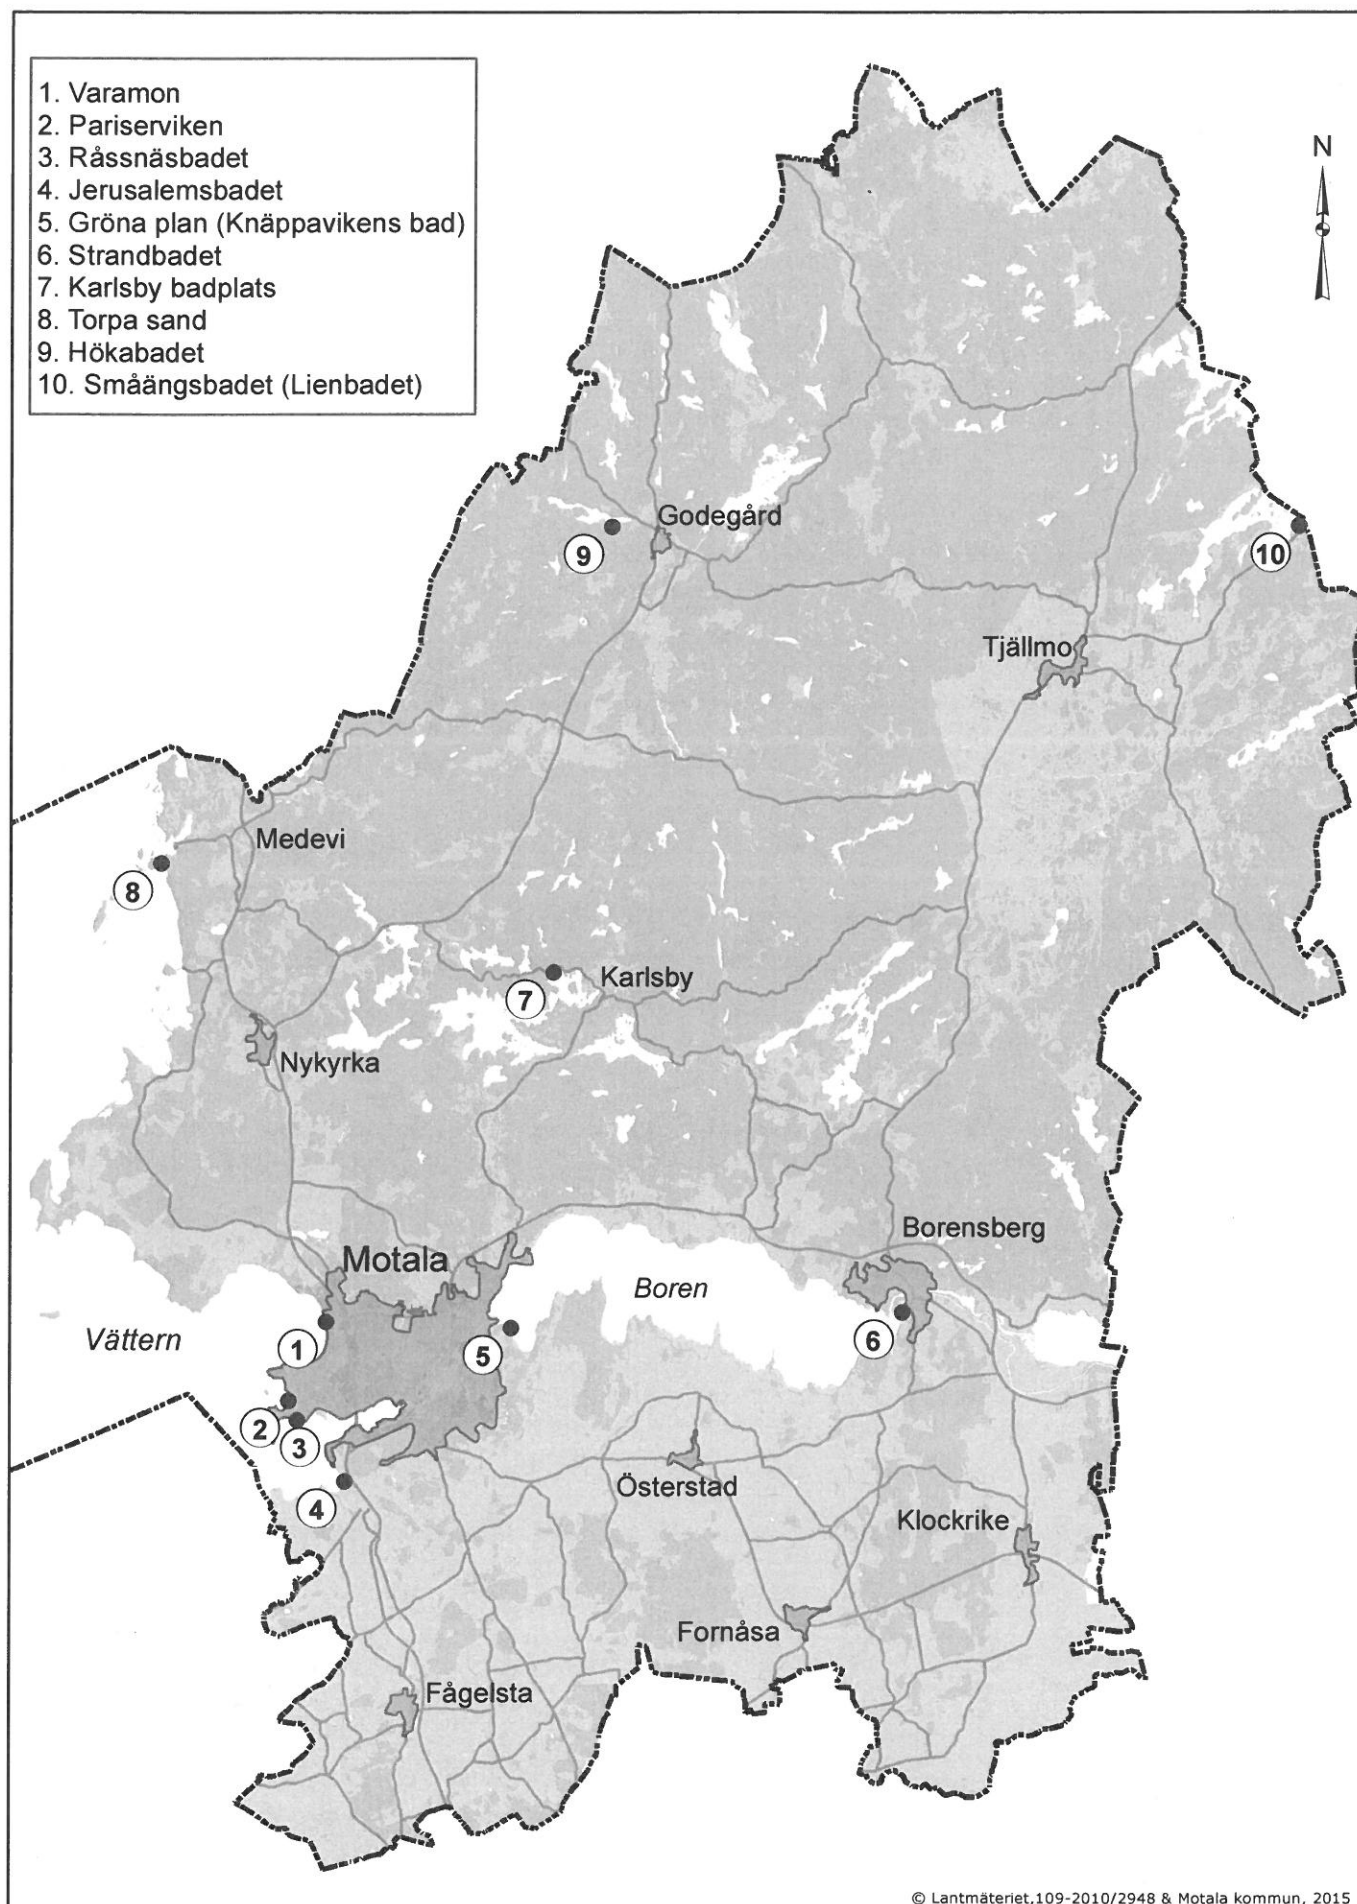 1. Varamon
2. Pariserviken
3. Råssnäsbadet
4. Jerusalemsbadet
5. Gröna plan (Knäppavikens bad)
6. Strandbadet
7. Karlsby badplats
8. Torpa sand
9. Hökabadet
10. Småängsbadet (Lienbadet)
N
Godegård
9
10
Tjällmo
Medevi
8
Karlsby
7
Nykyrka
Borensberg
Motala
Boren
Vättern
1
5
6
2
3
Österstad
4
Klockrike
Fornåsa
Fågelsta
© Lantmäteriet,109-2010/2948 & Motala kommun, 2015